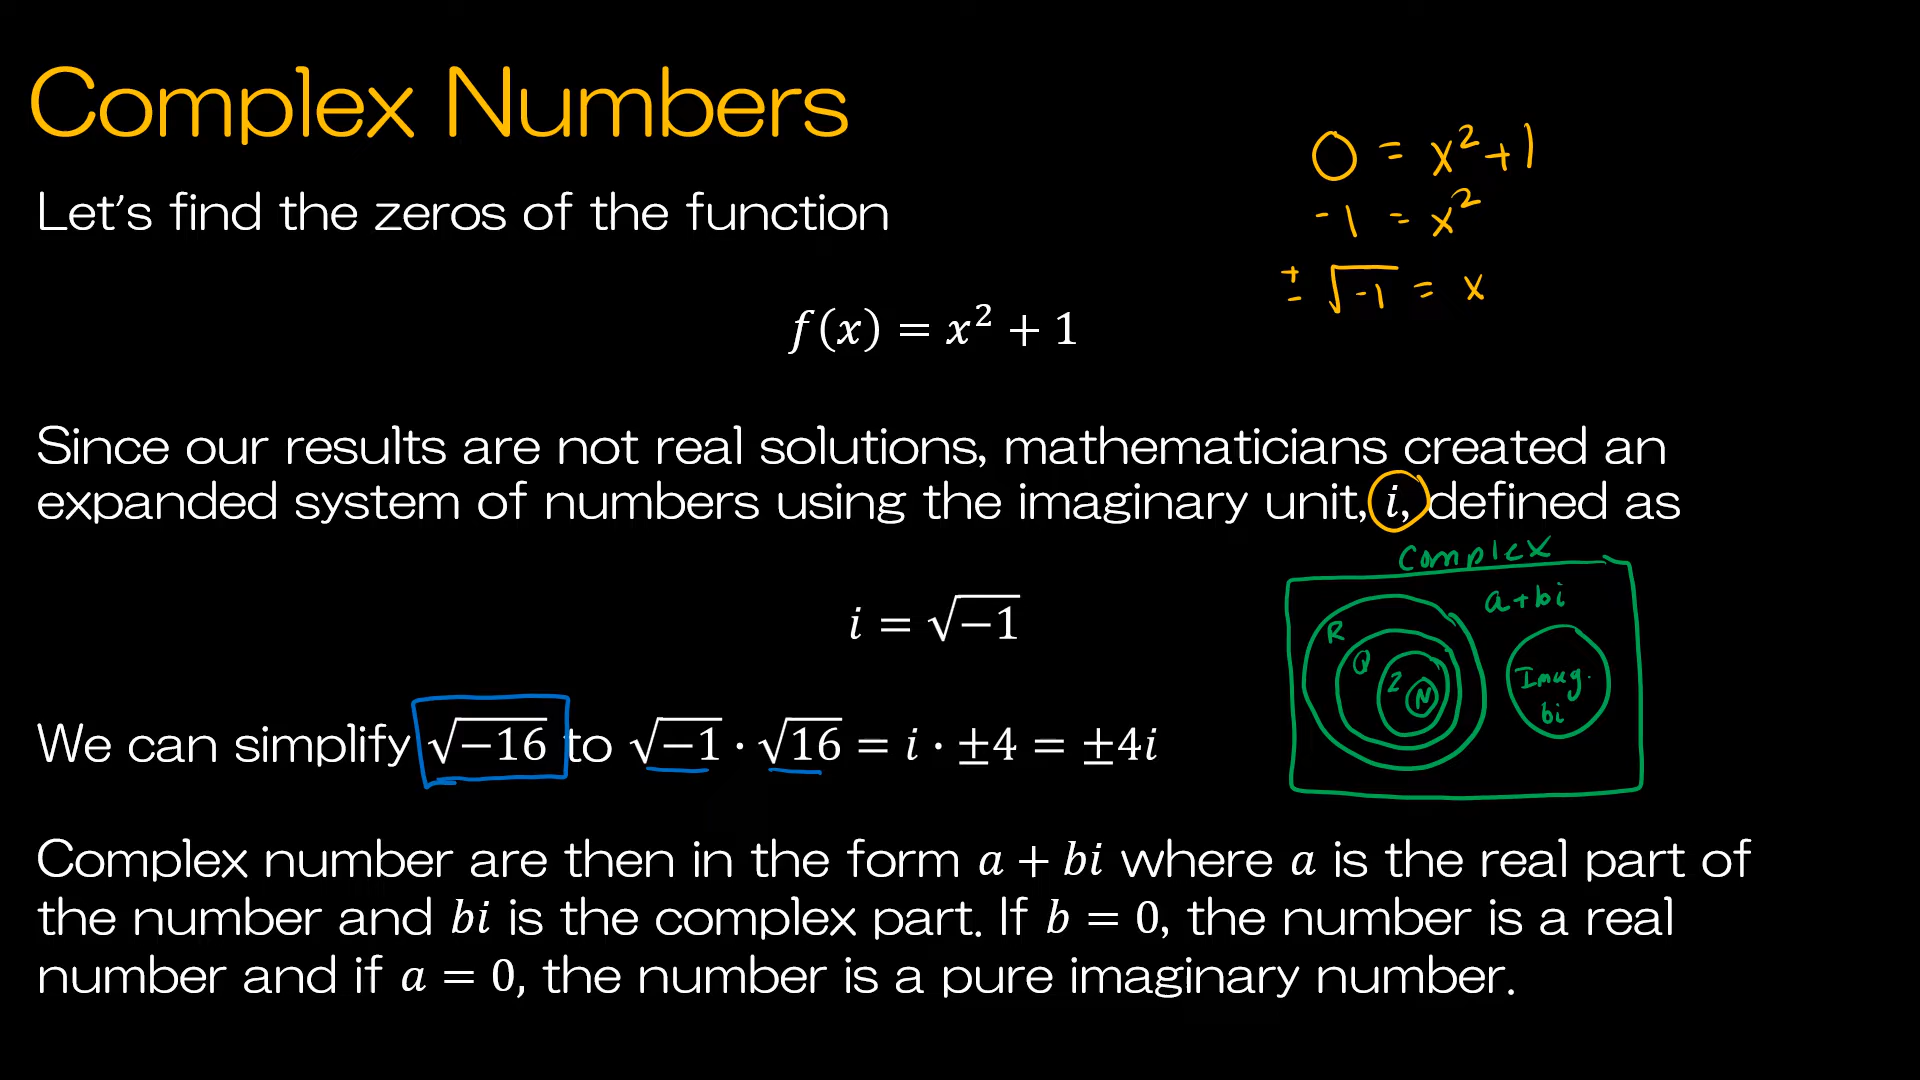 Complex Numbers
0 = x² + 1
Let's find the zeros of the function
-1 = x²
± √-1 = x
f(x) = x² + 1
Since our results are not real solutions, mathematicians created an
expanded system of numbers using the imaginary unit, i, defined as
Complex
a+bi
i = √−1
R
Q
Z
N
Imag.
bi
We can simplify √−16 to √−1 · √16 = i · ±4 = ±4i
Complex number are then in the form a + bi where a is the real part of
the number and bi is the complex part. If b = 0, the number is a real
number and if a = 0, the number is a pure imaginary number.